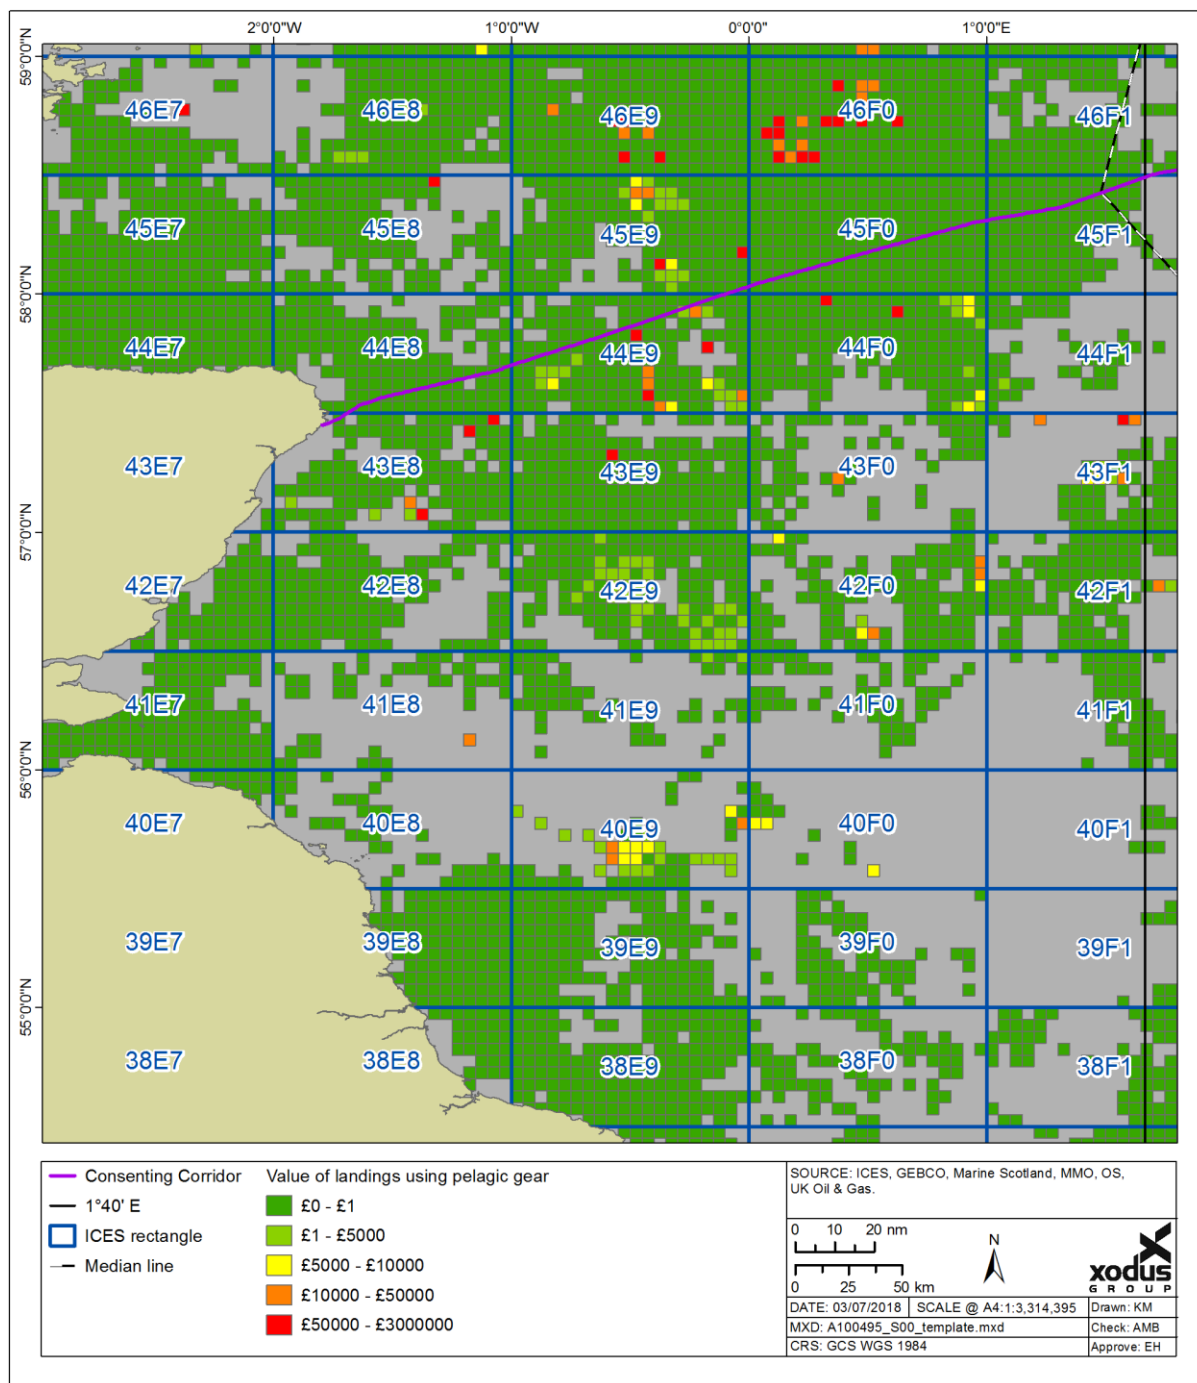 2°0'0"W 1°0'0"W 0°0'0" 1°0'0"E
59°0'0"N
46E7 46E8 46E9 46F0 46F1
45E7 45E8 45E9 45F0 45F1
58°0'0"N
44E7 44E8 44E9 44F0 44F1
43E7 43E8 43E9 43F0 43F1
57°0'0"N
42E7 42E8 42E9 42F0 42F1
41E7 41E8 41E9 41F0 41F1
56°0'0"N
40E7 40E8 40E9 40F0 40F1
39E7 39E8 39E9 39F0 39F1
55°0'0"N
38E7 38E8 38E9 38F0 38F1
Consenting Corridor
1°40' E
ICES rectangle
Median line
Value of landings using pelagic gear
£0 - £1
£1 - £5000
£5000 - £10000
£10000 - £50000
£50000 - £3000000
SOURCE: ICES, GEBCO, Marine Scotland, MMO, OS,
UK Oil & Gas.
0 10 20 nm
0 25 50 km
N
xodus
GROUP
DATE: 03/07/2018 SCALE @ A4:1:3,314,395 Drawn: KM
MXD: A100495_S00_template.mxd Check: AMB
CRS: GCS WGS 1984 Approve: EH